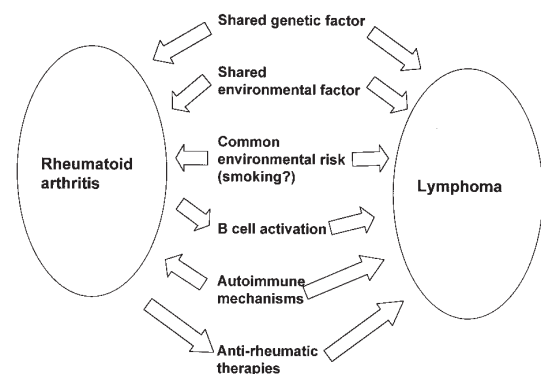 Shared genetic factor
Shared
environmental factor
Common
environmental risk
(smoking?)
Rheumatoid
arthritis
Lymphoma
B cell activation
Autoimmune
mechanisms
Anti-rheumatic
therapies